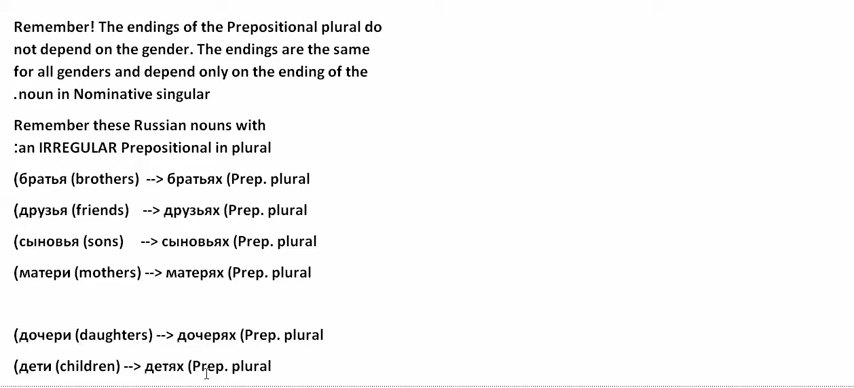 Remember! The endings of the Prepositional plural do
not depend on the gender. The endings are the same
for all genders and depend only on the ending of the
.noun in Nominative singular
Remember these Russian nouns with
:an IRREGULAR Prepositional in plural
(братья (brothers) --> братьях (Prep. plural
(друзья (friends) --> друзьях (Prep. plural
(сыновья (sons) --> сыновьях (Prep. plural
(матери (mothers) --> матерях (Prep. plural
(дочери (daughters) --> дочерях (Prep. plural
(дети (children) --> детях (Prep. plural